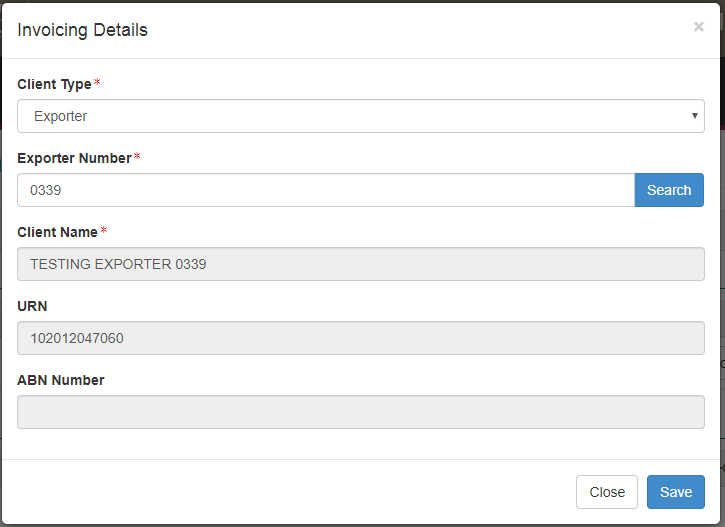 Invoicing Details ×
Client Type*
Exporter
Exporter Number*
0339 Search
Client Name*
TESTING EXPORTER 0339
URN
102012047060
ABN Number
Close Save